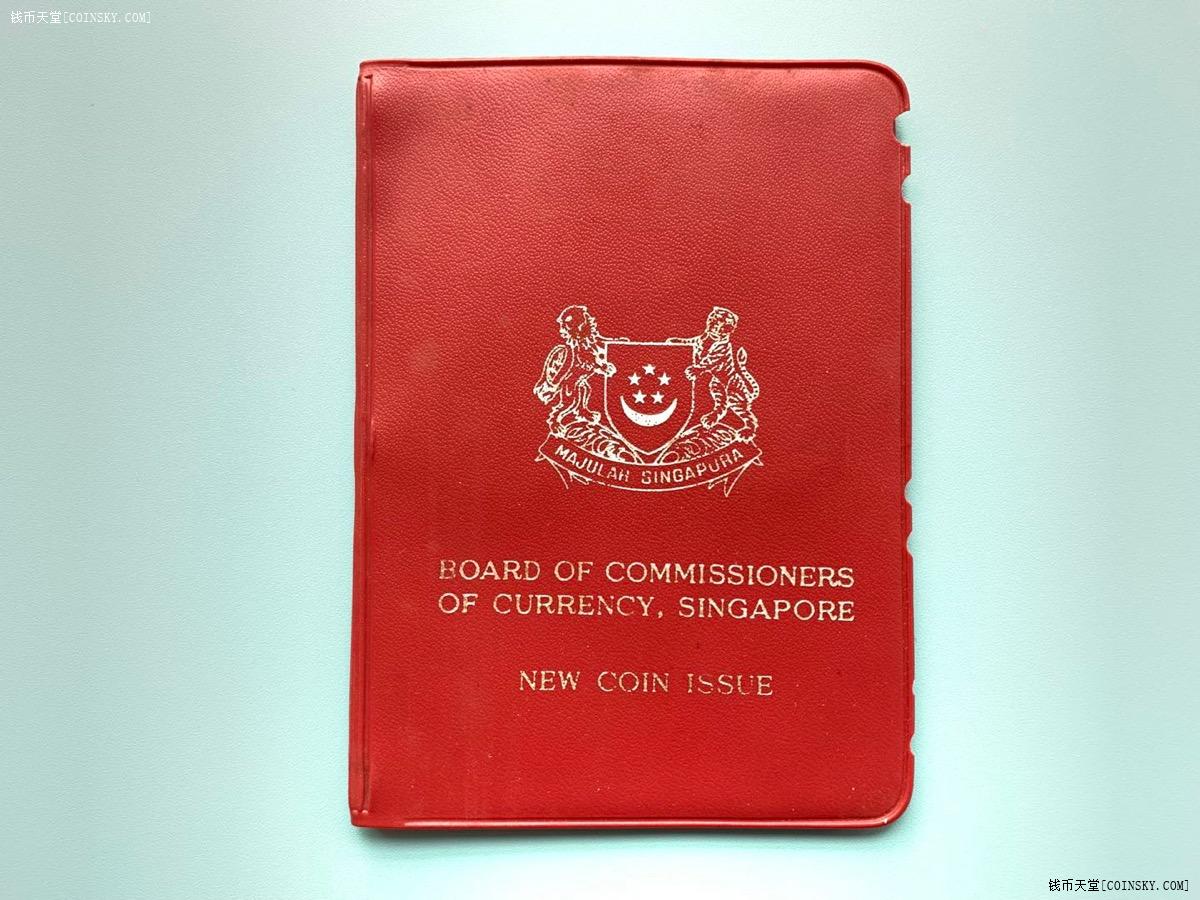 钱币天堂[COINSKY.COM]
MAJULAH SINGAPURA
BOARD OF COMMISSIONERS
OF CURRENCY, SINGAPORE
NEW COIN ISSUE
钱币天堂[COINSKY.COM]